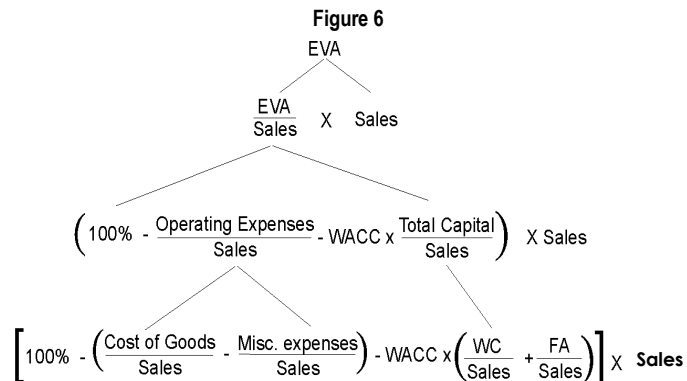 Figure 6
EVA
EVA
Sales X Sales
(100% - Operating Expenses
Sales - WACC x Total Capital
Sales) X Sales
[100% - (Cost of Goods
Sales - Misc. expenses
Sales) - WACC x (WC
Sales + FA
Sales)] X Sales